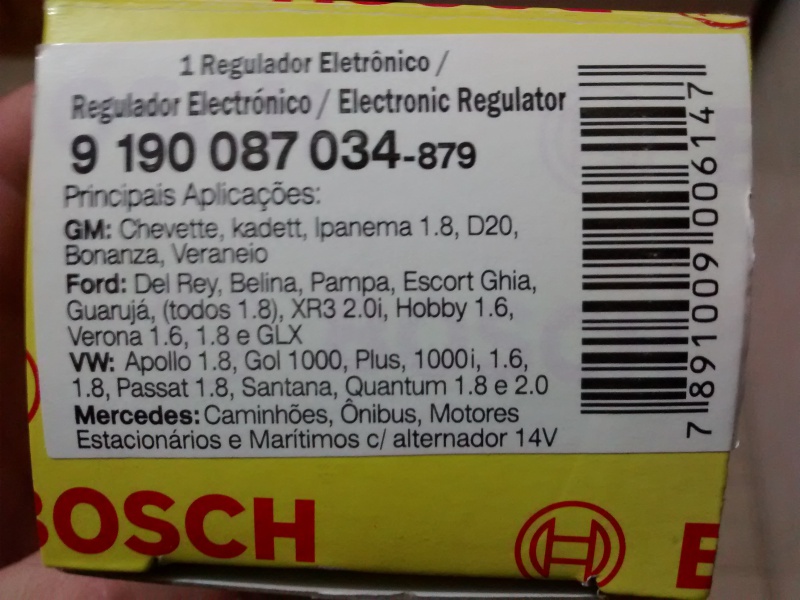 1 Regulador Eletrônico /
Regulador Electrónico / Electronic Regulator
9 190 087 034-879
Principais Aplicações:
GM: Chevette, kadett, Ipanema 1.8, D20,
Bonanza, Veraneio
Ford: Del Rey, Belina, Pampa, Escort Ghia,
Guarujá, (todos 1.8), XR3 2.0i, Hobby 1.6,
Verona 1.6, 1.8 e GLX
VW: Apollo 1.8, Gol 1000, Plus, 1000i, 1.6,
1.8, Passat 1.8, Santana, Quantum 1.8 e 2.0
Mercedes: Caminhões, Ônibus, Motores
Estacionários e Marítimos c/ alternador 14V
7 891009 006147
BOSCH